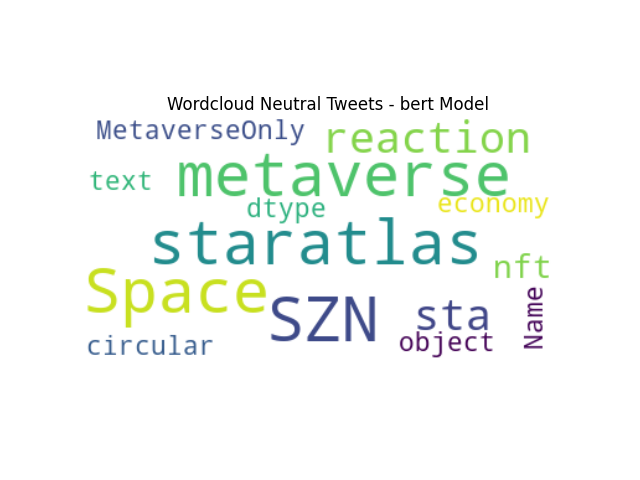 Wordcloud Neutral Tweets - bert Model
MetaverseOnly
reaction
metaverse
text
dtype
economy
staratlas
nft
Space
SZN
sta
Name
circular
object